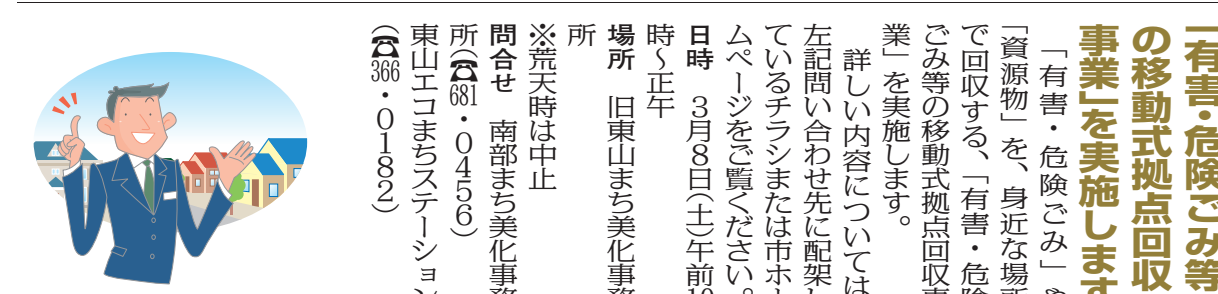 「有害・危険ごみ等
の移動式拠点回収
事業」を実施します
「有害・危険ごみ」や
「資源物」を、身近な場所
で回収する、「有害・危険
ごみ等の移動式拠点回収事
業」を実施します。
詳しい内容については
左記問い合わせ先に配架し
ているチラシまたは市ホー
ムページをご覧ください。
日時 3月8日(土)午前10
時～正午
場所 旧東山まち美化事務
所
※荒天時は中止
問合せ 南部まち美化事務
所(☎681・0456)
東山エコまちステーション
(☎366・0182)